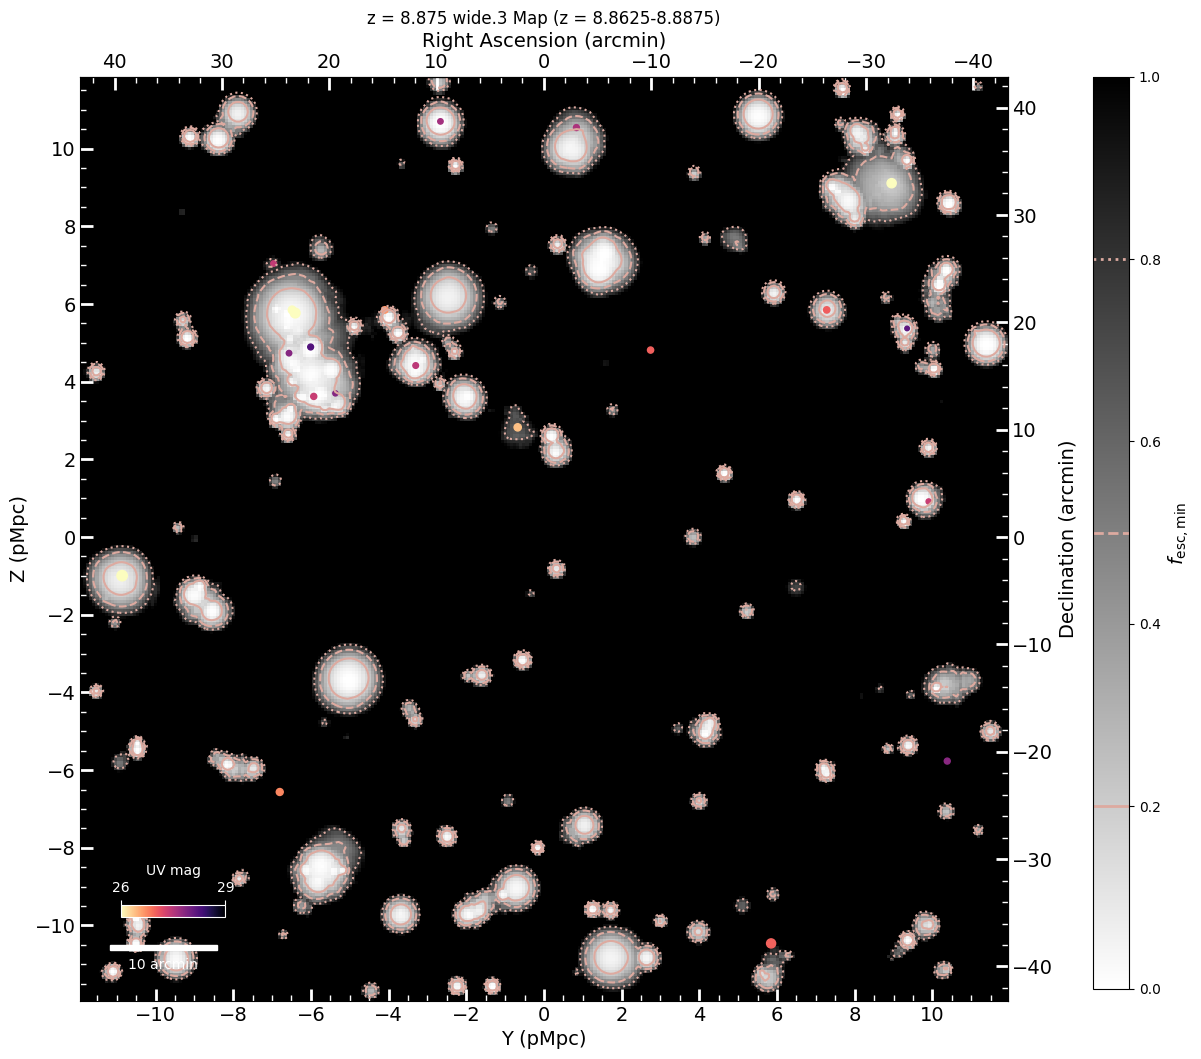 z = 8.875 wide.3 Map (z = 8.8625-8.8875)
Right Ascension (arcmin)
40 30 20 10 0 −10 −20 −30 −40
10 8 6 4 2 0 −2 −4 −6 −8 −10
Z (pMpc)
40 30 20 10 0 −10 −20 −30 −40
Declination (arcmin)
1.0 0.8 0.6 0.4 0.2 0.0
fesc, min
UV mag
26 29
10 arcmin
−10 −8 −6 −4 −2 0 2 4 6 8 10
Y (pMpc)